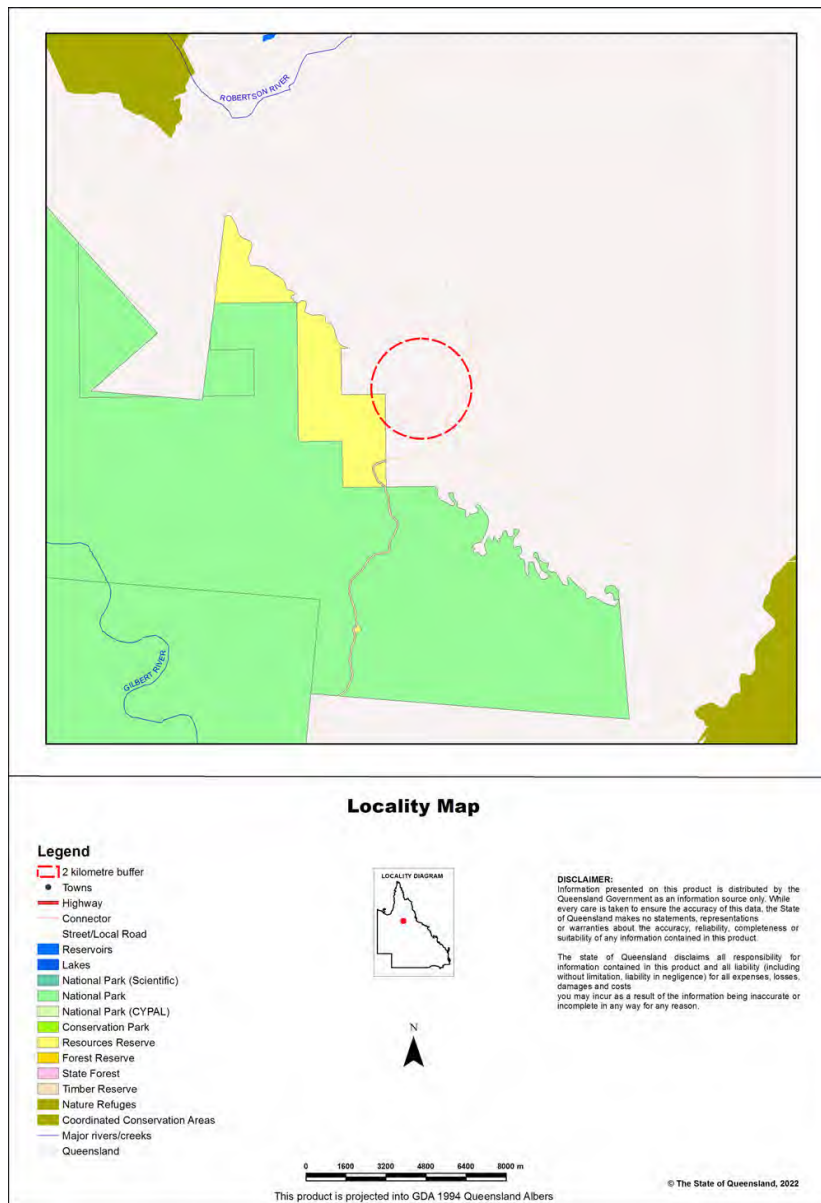 ROBERTSON RIVER
GILBERT RIVER
Locality Map
Legend
2 kilometre buffer
Towns
Highway
Connector
Street/Local Road
Reservoirs
Lakes
National Park (Scientific)
National Park
National Park (CYPAL)
Conservation Park
Resources Reserve
Forest Reserve
State Forest
Timber Reserve
Nature Refuges
Coordinated Conservation Areas
Major rivers/creeks
Queensland
LOCALITY DIAGRAM
N
0 1600 3200 4800 6400 8000 m
This product is projected into GDA 1994 Queensland Albers
DISCLAIMER:
Information presented on this product is distributed by the
Queensland Government as an information source only. While
every care is taken to ensure the accuracy of this data, the State
of Queensland makes no statements, representations
or warranties about the accuracy, reliability, completeness or
suitability of any information contained in this product.
The state of Queensland disclaims all responsibility for
information contained in this product and all liability (including
without limitation, liability in negligence) for all expenses, losses,
damages and costs
you may incur as a result of the information being inaccurate or
incomplete in any way for any reason.
© The State of Queensland, 2022